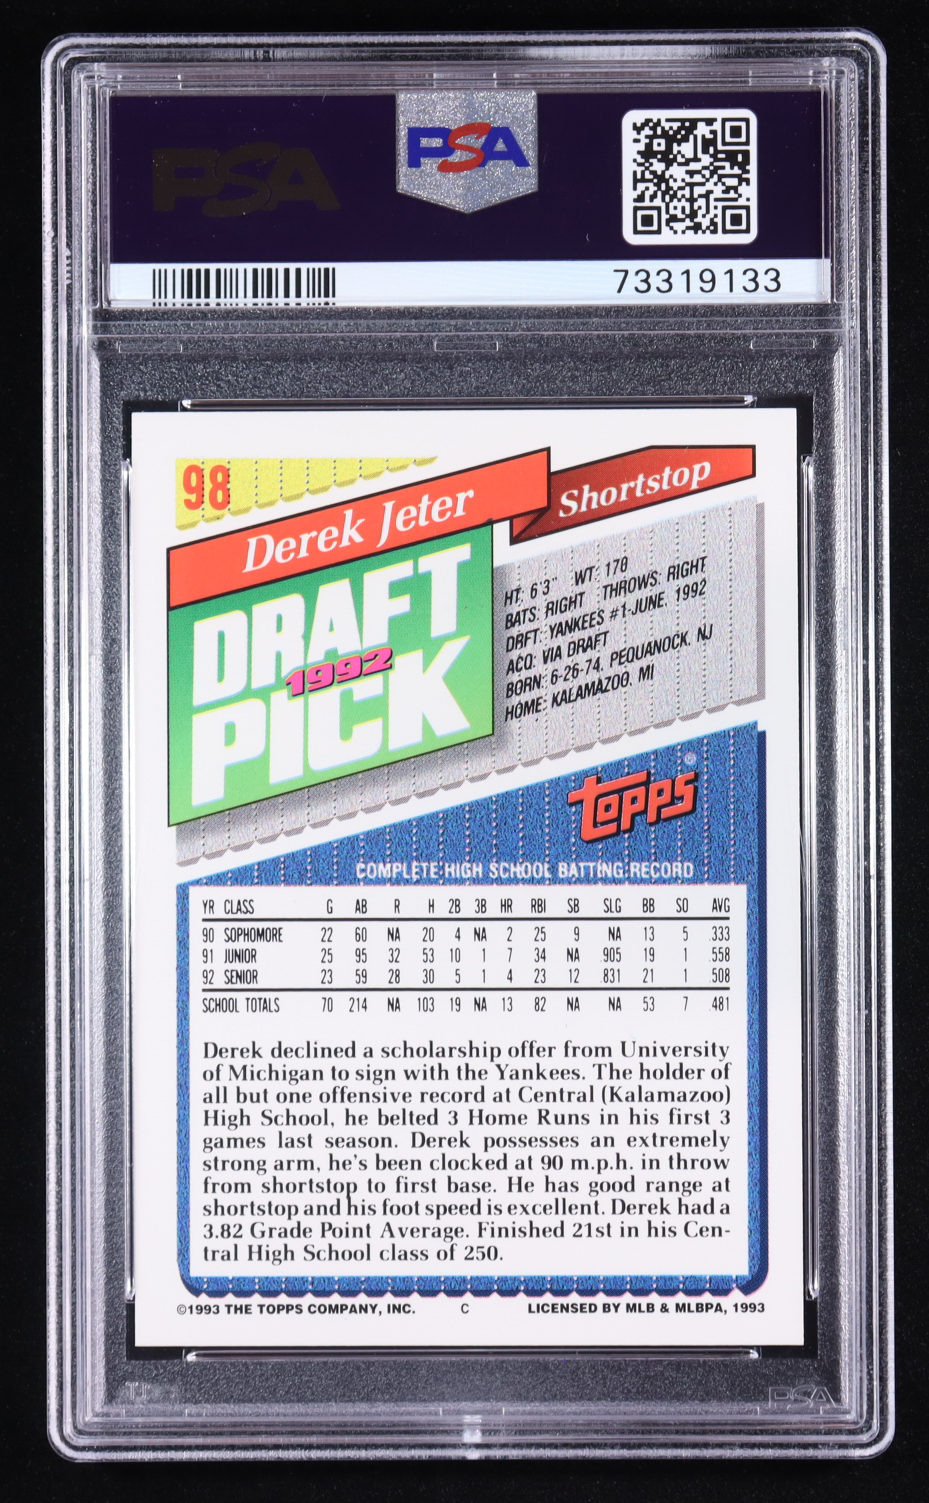 PSA
PSA
73319133
98
Derek Jeter
Shortstop
DRAFT
1992
PICK
HT: 6'3" WT: 178
BATS: RIGHT THROWS: RIGHT
DRFT: YANKEES #1-JUNE, 1992
ACQ: VIA DRAFT
BORN: 6-26-74, PEQUANOCK, NJ
HOME: KALAMAZOO, MI
topps®
COMPLETE HIGH SCHOOL BATTING RECORD
YR CLASS G AB R H 2B 3B HR RBI SB SLG BB SO AVG
90 SOPHOMORE 22 60 NA 20 4 NA 2 25 9 NA 13 5 .333
91 JUNIOR 25 95 32 53 10 1 7 34 NA .905 19 1 .558
92 SENIOR 23 59 28 30 5 1 4 23 12 .831 21 1 .508
SCHOOL TOTALS 70 214 NA 103 19 NA 13 82 NA NA 53 7 .481
Derek declined a scholarship offer from University
of Michigan to sign with the Yankees. The holder of
all but one offensive record at Central (Kalamazoo)
High School, he belted 3 Home Runs in his first 3
games last season. Derek possesses an extremely
strong arm, he's been clocked at 90 m.p.h. in throw
from shortstop to first base. He has good range at
shortstop and his foot speed is excellent. Derek had a
3.82 Grade Point Average. Finished 21st in his Cen-
tral High School class of 250.
©1993 THE TOPPS COMPANY, INC. C LICENSED BY MLB & MLBPA, 1993
PSA